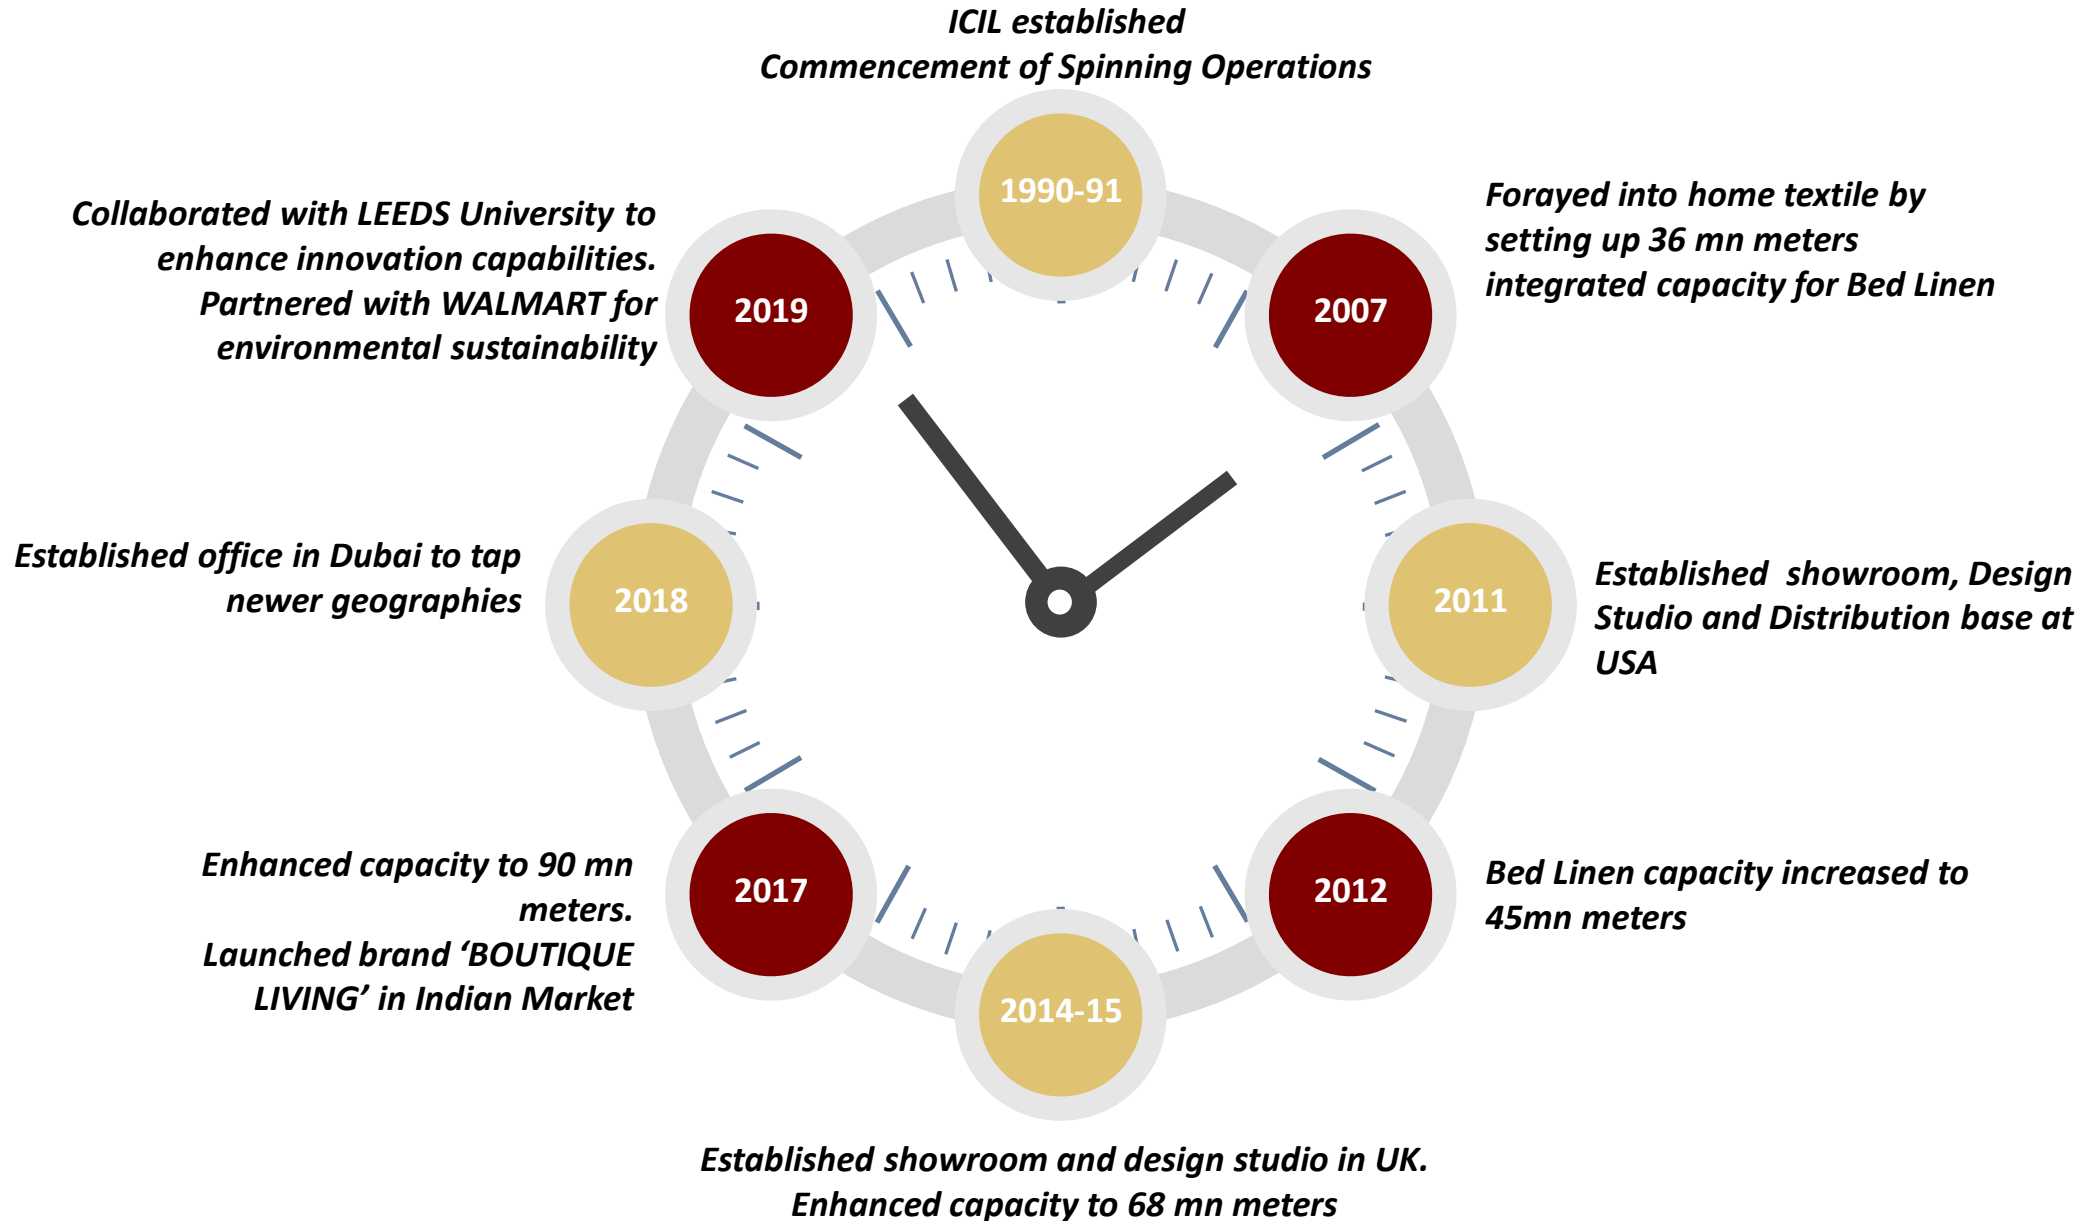 ICIL established
Commencement of Spinning Operations
1990-91
Forayed into home textile by
setting up 36 mn meters
integrated capacity for Bed Linen
2007
Established showroom, Design
Studio and Distribution base at
USA
2011
Bed Linen capacity increased to
45mn meters
2012
2014-15
Established showroom and design studio in UK.
Enhanced capacity to 68 mn meters
Enhanced capacity to 90 mn
meters.
Launched brand ‘BOUTIQUE
LIVING’ in Indian Market
2017
Established office in Dubai to tap
newer geographies
2018
Collaborated with LEEDS University to
enhance innovation capabilities.
Partnered with WALMART for
environmental sustainability
2019